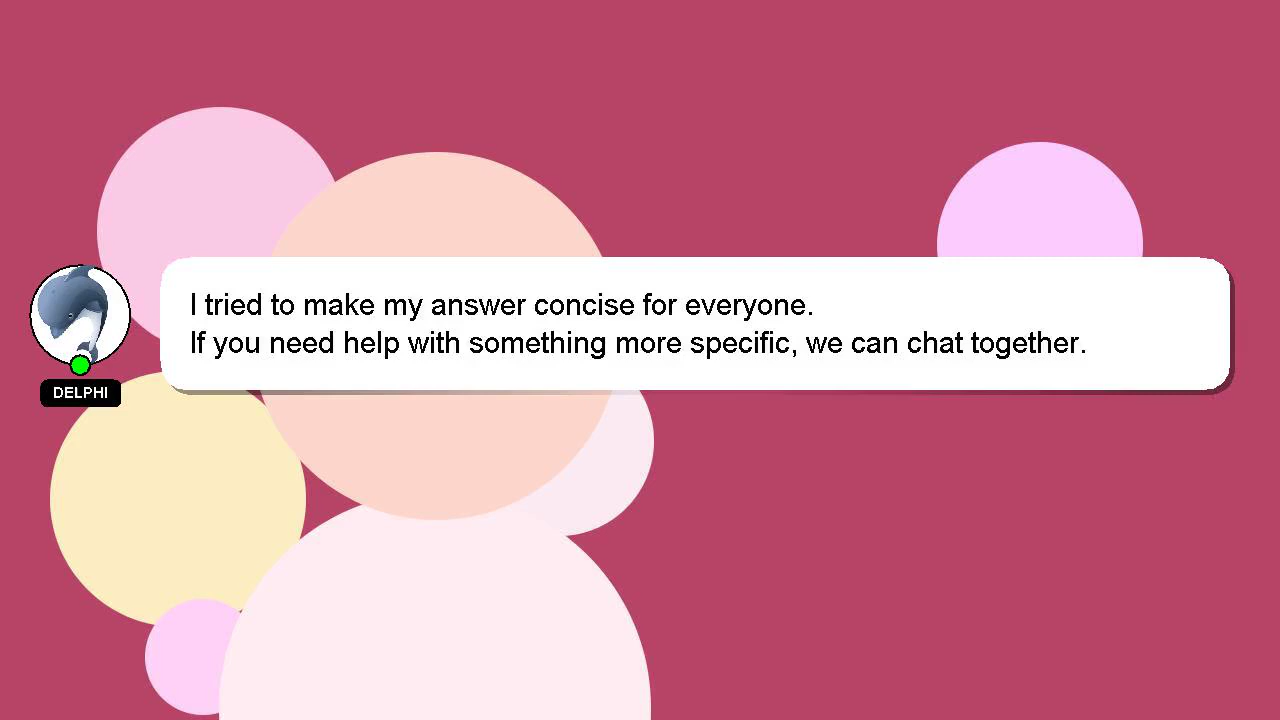 I tried to make my answer concise for everyone.
If you need help with something more specific, we can chat together.
DELPHI